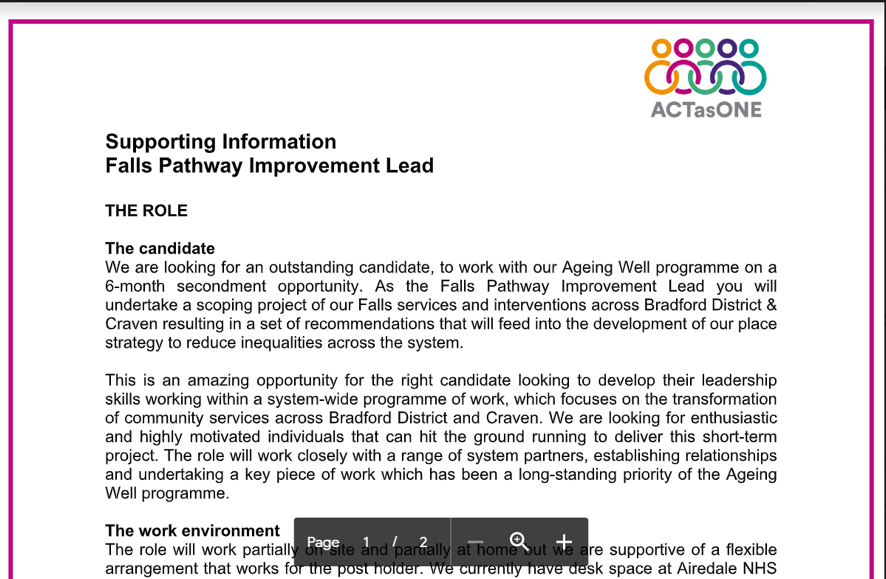 ACTasONE
Supporting Information
Falls Pathway Improvement Lead
THE ROLE
The candidate
We are looking for an outstanding candidate, to work with our Ageing Well programme on a
6-month secondment opportunity. As the Falls Pathway Improvement Lead you will
undertake a scoping project of our Falls services and interventions across Bradford District &
Craven resulting in a set of recommendations that will feed into the development of our place
strategy to reduce inequalities across the system.
This is an amazing opportunity for the right candidate looking to develop their leadership
skills working within a system-wide programme of work, which focuses on the transformation
of community services across Bradford District and Craven. We are looking for enthusiastic
and highly motivated individuals that can hit the ground running to deliver this short-term
project. The role will work closely with a range of system partners, establishing relationships
and undertaking a key piece of work which has been a long-standing priority of the Ageing
Well programme.
The work environment
Page 1 / 2
The role will work partially on site and partially at home but we are supportive of a flexible
arrangement that works for the post holder. We currently have desk space at Airedale NHS